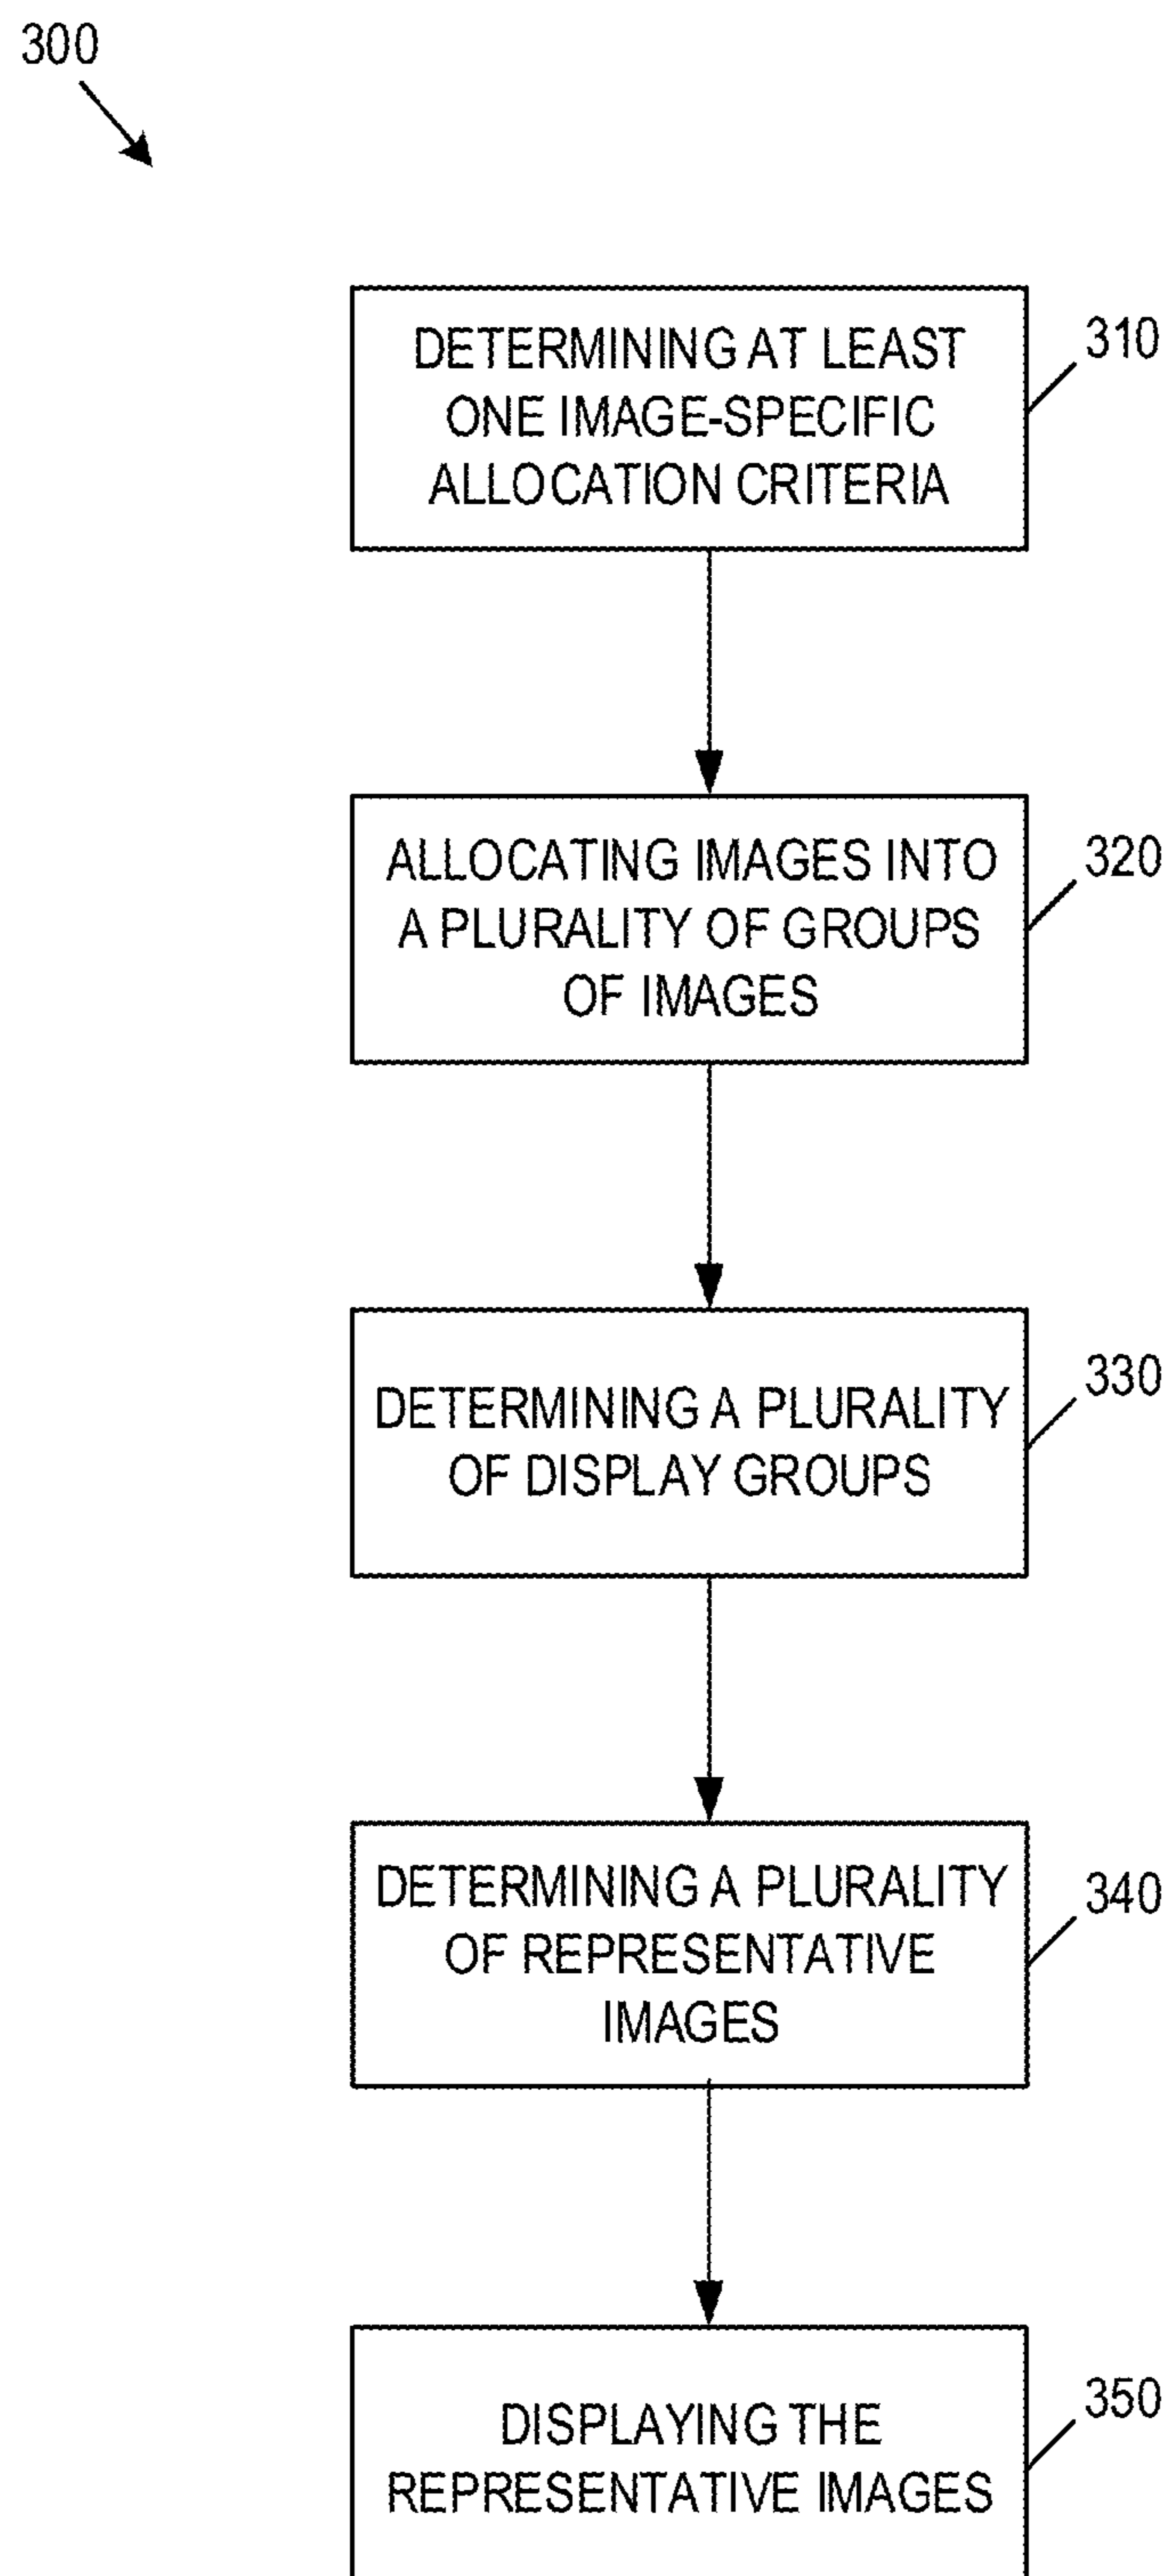 300
DETERMINING AT LEAST
ONE IMAGE-SPECIFIC
ALLOCATION CRITERIA
310
ALLOCATING IMAGES INTO
A PLURALITY OF GROUPS
OF IMAGES
320
DETERMINING A PLURALITY
OF DISPLAY GROUPS
330
DETERMINING A PLURALITY
OF REPRESENTATIVE
IMAGES
340
DISPLAYING THE
REPRESENTATIVE IMAGES
350